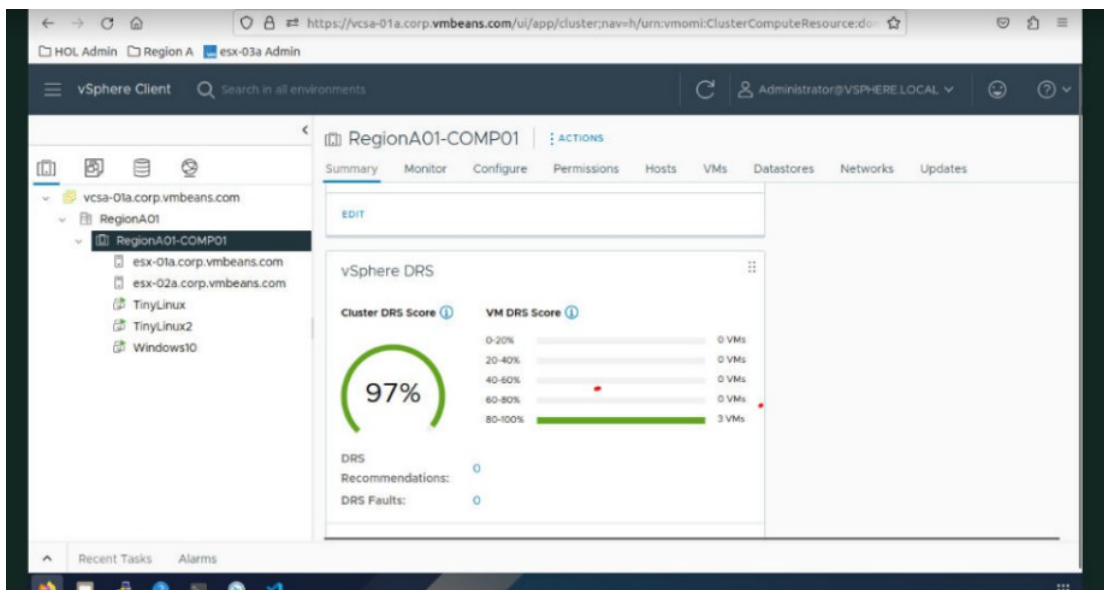 https://vcsa-01a.corp.vmbeans.com/ui/app/cluster;nav=h/urn:vmomi:ClusterComputeResource:do
HOL Admin Region A esx-03a Admin
vSphere Client Search in all environments Administrator@VSPHERE.LOCAL
RegionA01-COMP01 ACTIONS
Summary Monitor Configure Permissions Hosts VMs Datastores Networks Updates
vcsa-01a.corp.vmbeans.com
RegionA01
RegionA01-COMP01
esx-01a.corp.vmbeans.com
esx-02a.corp.vmbeans.com
TinyLinux
TinyLinux2
Windows10
EDIT
vSphere DRS
Cluster DRS Score VM DRS Score
97%
0-20% 0 VMs
20-40% 0 VMs
40-60% 0 VMs
60-80% 0 VMs
80-100% 3 VMs
DRS
Recommendations: 0
DRS Faults: 0
Recent Tasks Alarms